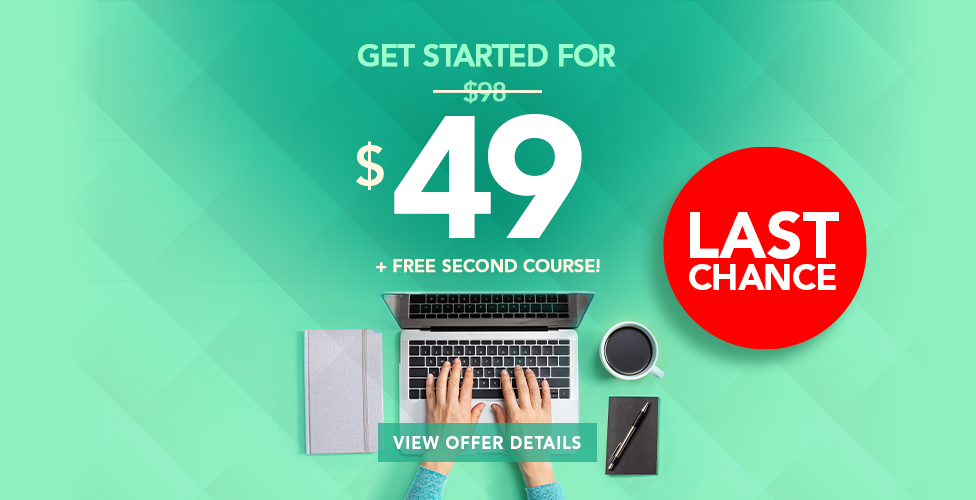 GET STARTED FOR
$98
$49
+ FREE SECOND COURSE!
LAST
CHANCE
VIEW OFFER DETAILS